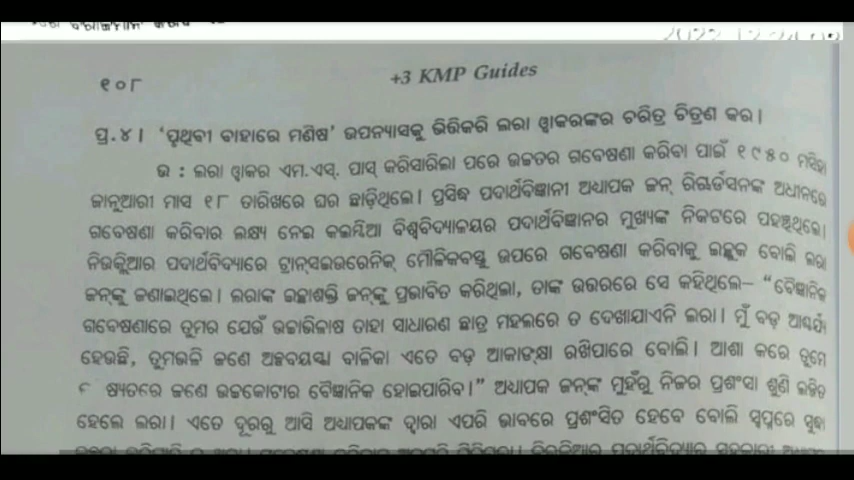 ୧୦୮
+3 KMP Guides
ପ୍ର.୪। ‘ପୃଥିବୀ ବାହାରେ ମଣିଷ’ ଉପନ୍ୟାସକୁ ଭିତ୍ତିକରି ଲରା ୱାକରଙ୍କର ଚରିତ୍ର ଚିତ୍ରଣ କର।
ଉ : ଲରା ୱାକର ଏମ.ଏସ୍. ପାସ୍ କରିସାରିଲା ପରେ ଉଚ୍ଚତର ଗବେଷଣା କରିବା ପାଇଁ ୧୯୫୦ ମସିହା
ଜାନୁଆରୀ ମାସ ୧୮ ତାରିଖରେ ଘର ଛାଡ଼ିଥିଲେ। ପ୍ରସିଦ୍ଧ ପଦାର୍ଥବିଜ୍ଞାନୀ ଅଧ୍ୟାପକ ଜନ୍ ରିଚ୍ଚର୍ଡସନଙ୍କ ଅଧୀନରେ
ଗବେଷଣା କରିବାର ଲକ୍ଷ୍ୟ ନେଇ କଲମ୍ବିଆ ବିଶ୍ୱବିଦ୍ୟାଳୟର ପଦାର୍ଥବିଜ୍ଞାନର ମୁଖ୍ୟଙ୍କ ନିକଟରେ ପହଞ୍ଚିଥିଲେ।
ନିଉକ୍ଲିଆର ପଦାର୍ଥବିଦ୍ୟାରେ ଟ୍ରାନ୍‌ସଇଉରେନିକ୍ ମୌଳିକବସ୍ତୁ ଉପରେ ଗବେଷଣା କରିବାକୁ ଇଚ୍ଛୁକ ବୋଲି ଲରା
ଜନ୍‌ଙ୍କୁ ଜଣାଇଥିଲେ। ଲରାଙ୍କ ଇଚ୍ଛାଶକ୍ତି ଜନ୍‌ଙ୍କୁ ପ୍ରଭାବିତ କରିଥିଲା, ତାଙ୍କ ଉତ୍ତରରେ ସେ କହିଥିଲେ– “ବୈଜ୍ଞାନିକ
ଗବେଷଣାରେ ତୁମର ଯେଉଁ ଉଚ୍ଚାଭିଳାଷ ତାହା ସାଧାରଣ ଛାତ୍ର ମହଲରେ ତ ଦେଖାଯାଏନି ଲରା। ମୁଁ ବଡ଼ ଆଶ୍ଚର୍ଯ୍ୟ
ହେଉଛି, ତୁମଭଳି ଜଣେ ଅଳ୍ପବୟସ୍କା ବାଳିକା ଏତେ ବଡ଼ ଆକାଙ୍କ୍ଷା ରଖିପାରେ ବୋଲି। ଆଶା କରେ ତୁମେ
ଷ୍ୟତରେ ଜଣେ ଉଚ୍ଚକୋଟୀର ବୈଜ୍ଞାନିକ ହୋଇପାରିବ।” ଅଧ୍ୟାପକ ଜନ୍‌ଙ୍କ ମୁହଁରୁ ନିଜର ପ୍ରଶଂସା ଶୁଣି ଲଜ୍ଜିତ
ହେଲେ ଲରା। ଏତେ ଦୂରରୁ ଆସି ଅଧ୍ୟାପକଙ୍କ ଦ୍ୱାରା ଏପରି ଭାବରେ ପ୍ରଶଂସିତ ହେବେ ବୋଲି ସ୍ୱପ୍ନରେ ସୁଦ୍ଧା